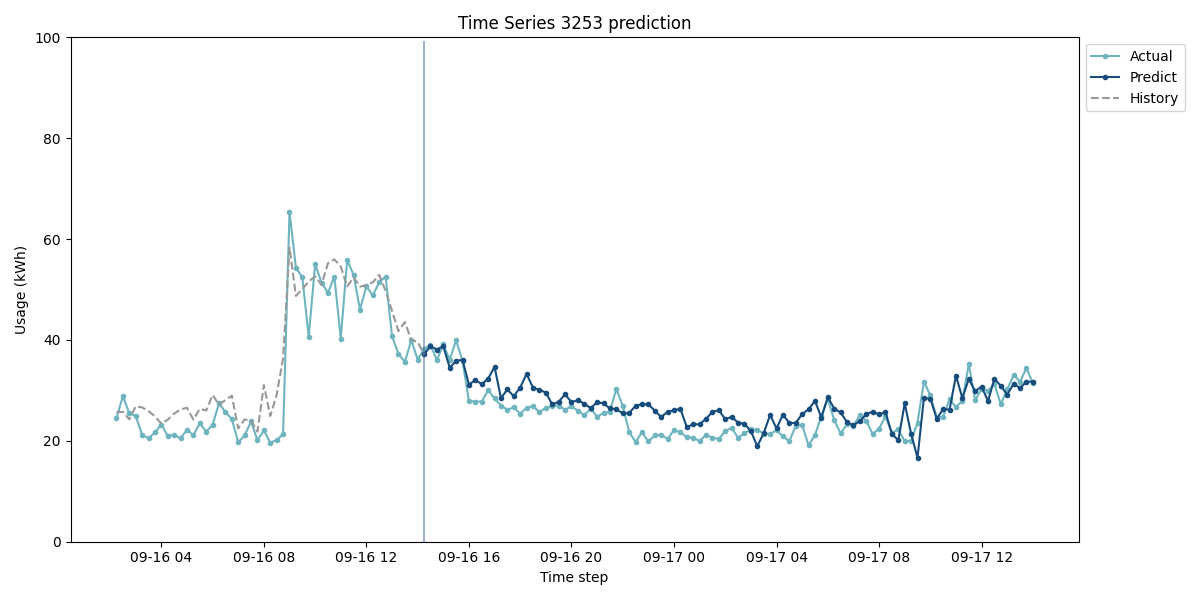 Time Series 3253 prediction
Actual
Predict
History
100
80
60
40
20
0
Usage (kWh)
09-16 04
09-16 08
09-16 12
09-16 16
09-16 20
09-17 00
09-17 04
09-17 08
09-17 12
Time step